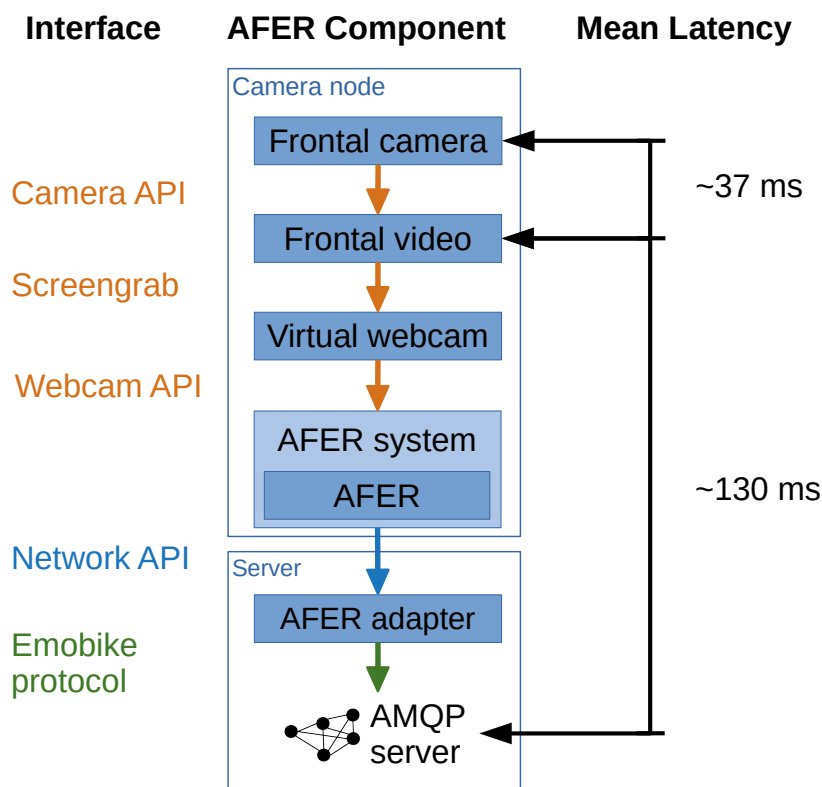 Interface
AFER Component
Mean Latency
Camera node
Frontal camera
Camera API
~37 ms
Frontal video
Screengrab
Virtual webcam
Webcam API
AFER system
AFER
~130 ms
Network API
Server
AFER adapter
Emobike
protocol
AMQP
server